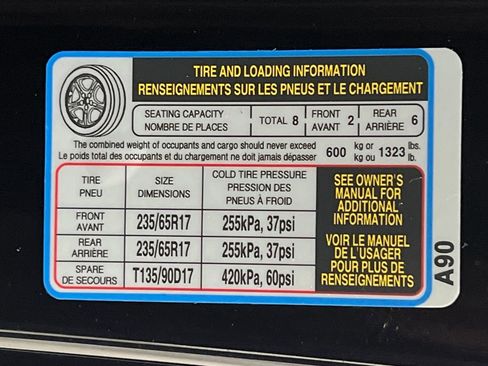 TIRE AND LOADING INFORMATION
RENSEIGNEMENTS SUR LES PNEUS ET LE CHARGEMENT
SEATING CAPACITY
NOMBRE DE PLACES
TOTAL 8
FRONT
AVANT 2
REAR
ARRIÈRE 6
The combined weight of occupants and cargo should never exceed
Le poids total des occupants et du chargement ne doit jamais dépasser
600 kg or
kg ou
1323 lbs.
lb.
TIRE
PNEU
SIZE
DIMENSIONS
COLD TIRE PRESSURE
PRESSION DES
PNEUS À FROID
FRONT
AVANT
235/65R17
255kPa, 37psi
REAR
ARRIÈRE
235/65R17
255kPa, 37psi
SPARE
DE SECOURS
T135/90D17
420kPa, 60psi
SEE OWNER'S
MANUAL FOR
ADDITIONAL
INFORMATION
VOIR LE MANUEL
DE L'USAGER
POUR PLUS DE
RENSEIGNEMENTS
A90